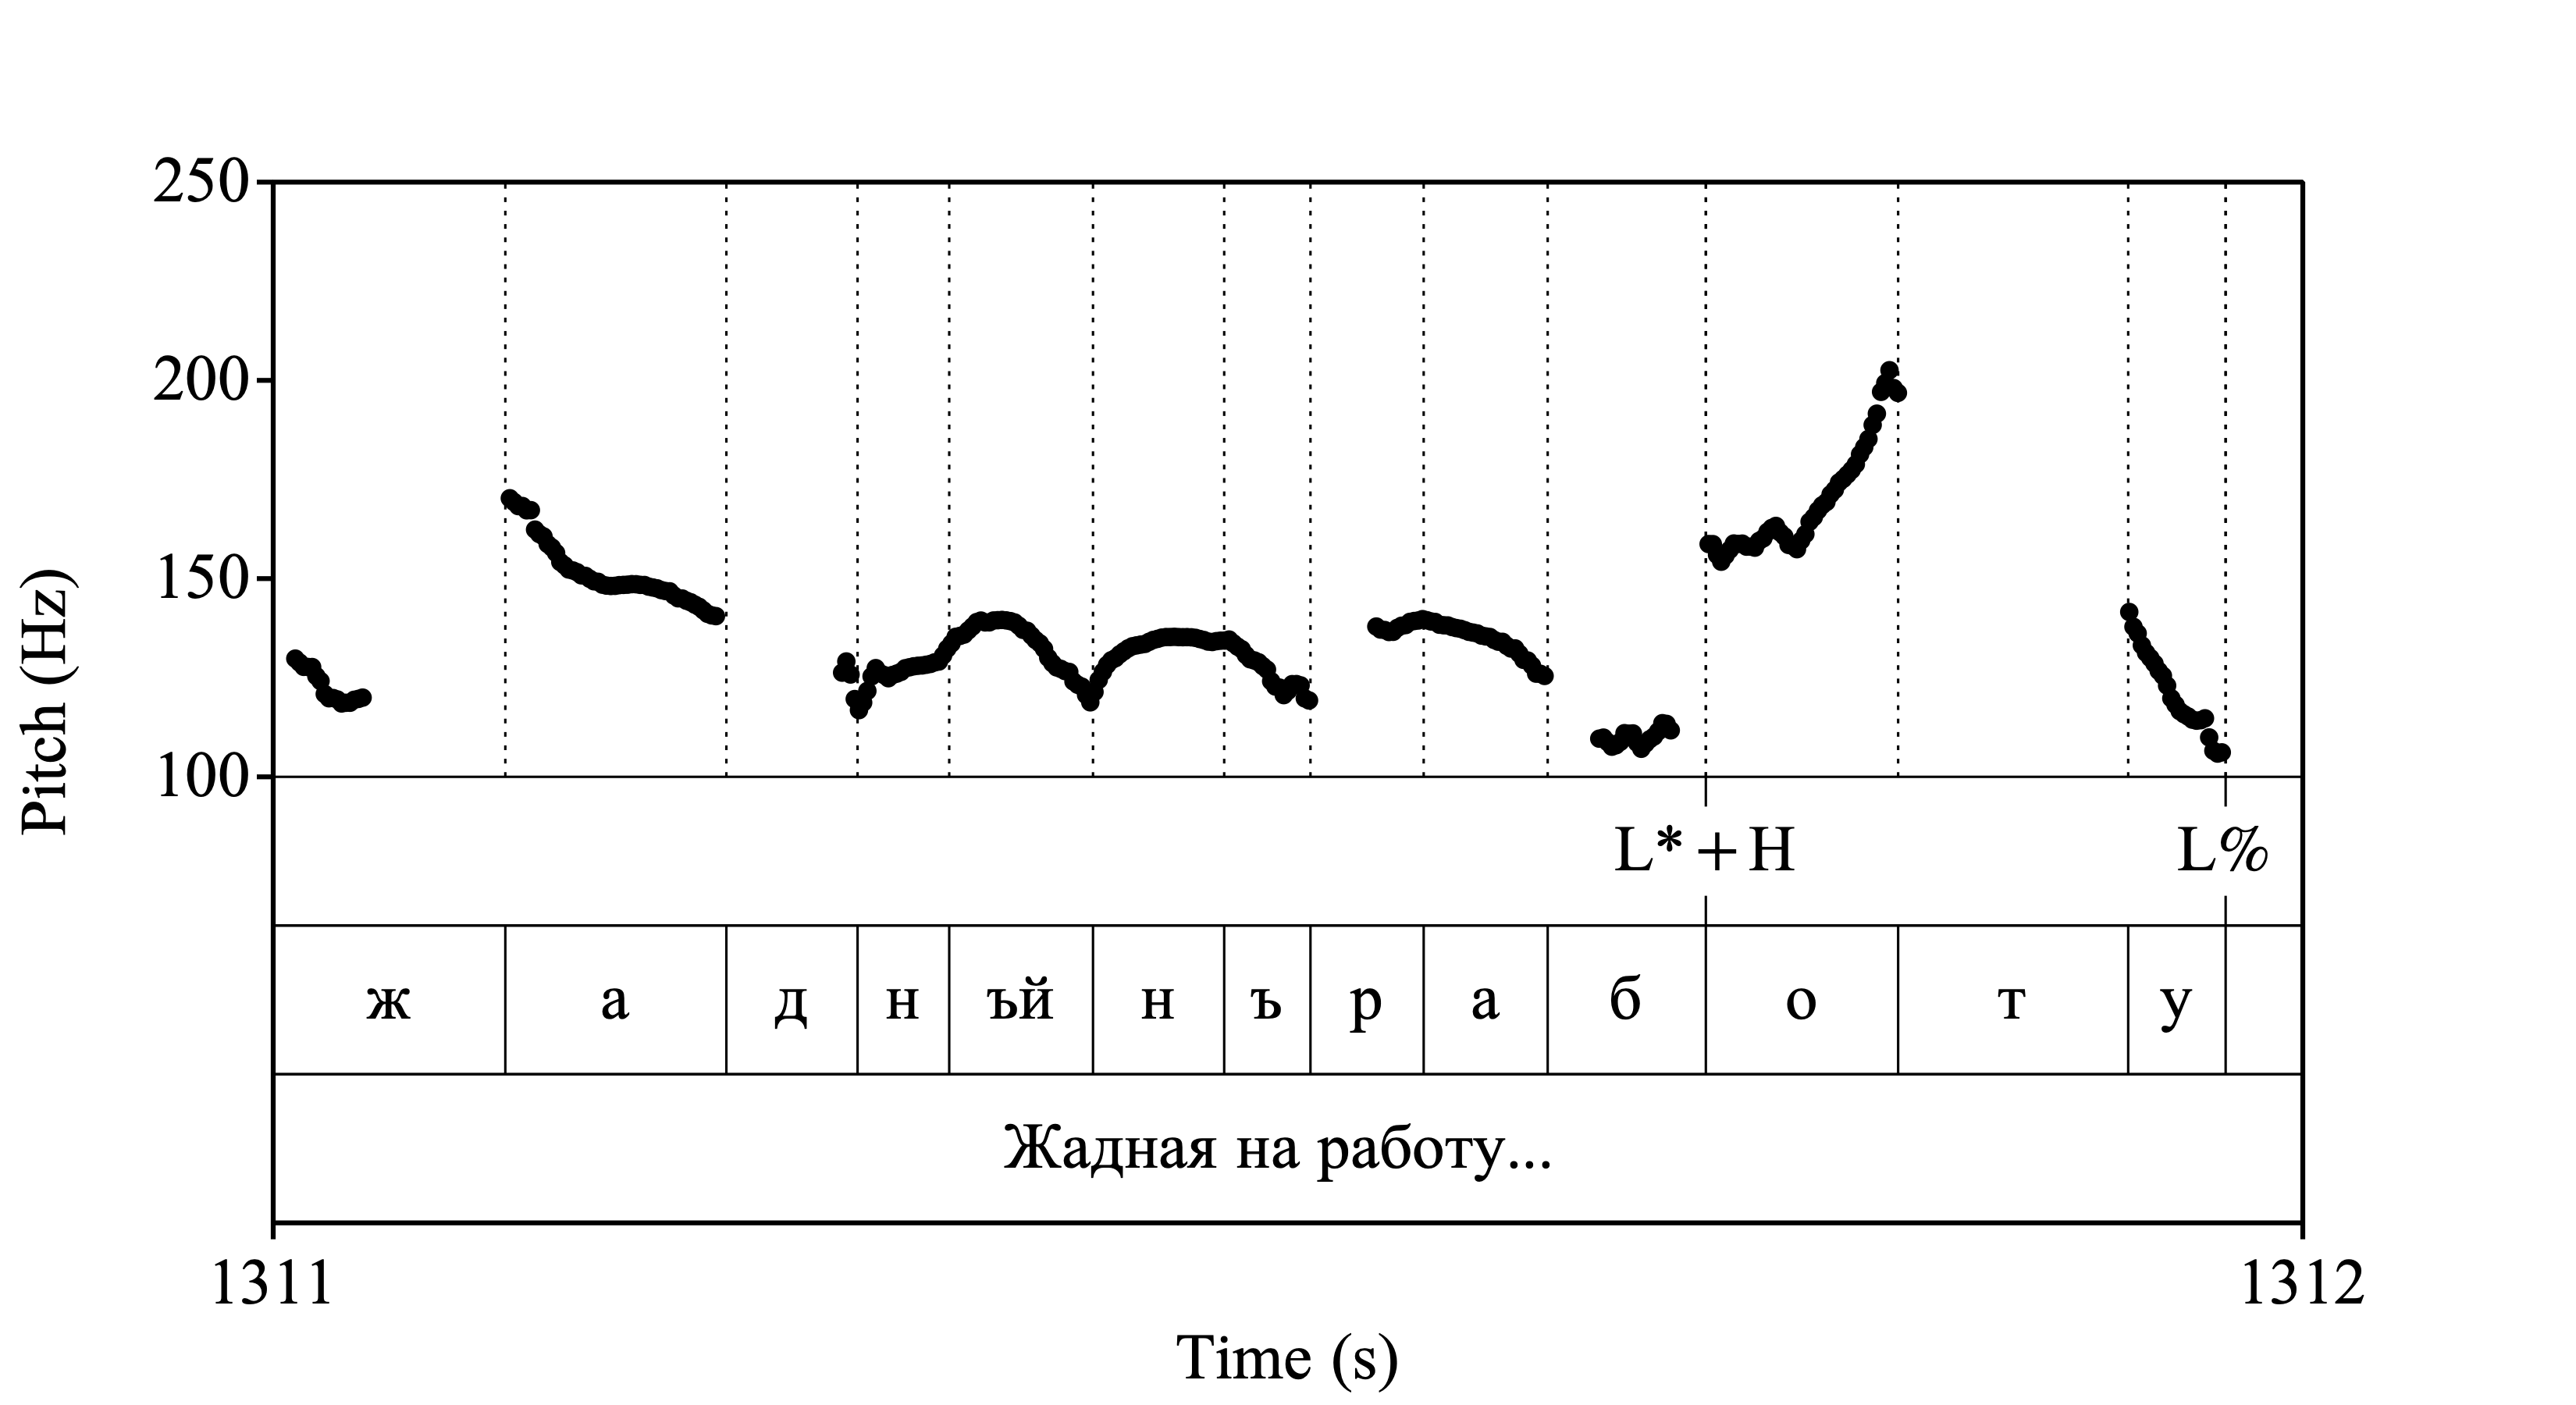 250
200
150
100
Pitch (Hz)
L*+H L%
ж а д н ъй н ъ р а б о т у
Жадная на работу...
1311 1312
Time (s)